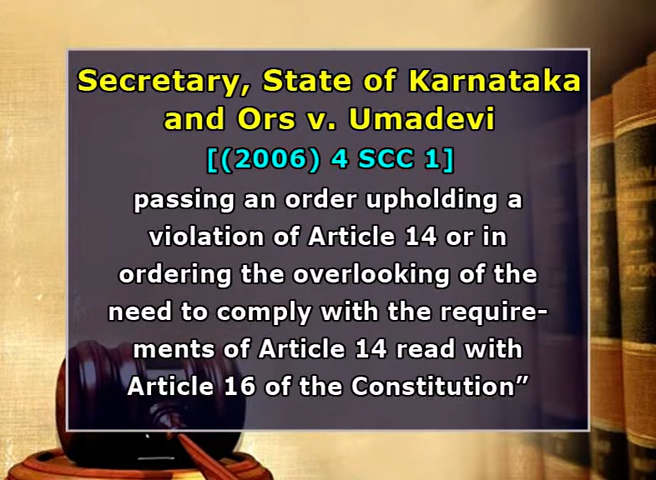 Secretary, State of Karnataka
and Ors v. Umadevi
[(2006) 4 SCC 1]
passing an order upholding a
violation of Article 14 or in
ordering the overlooking of the
need to comply with the require-
ments of Article 14 read with
Article 16 of the Constitution”